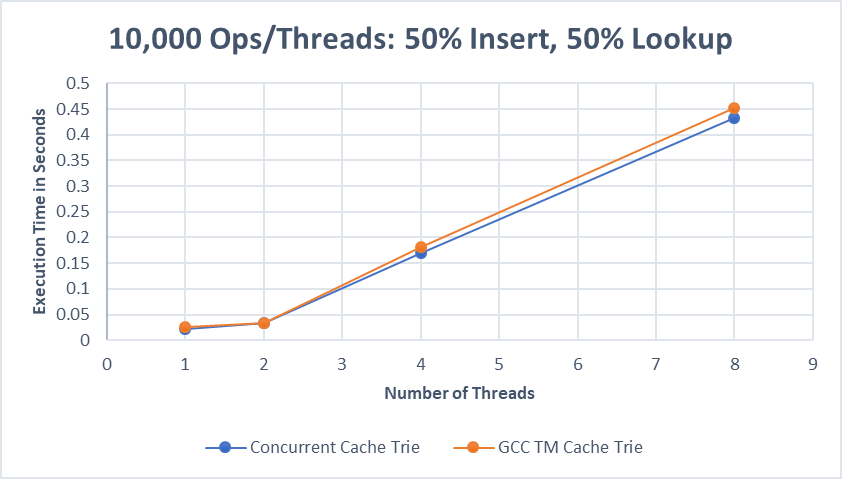 10,000 Ops/Threads: 50% Insert, 50% Lookup
0.5
0.45
0.4
0.35
0.3
0.25
0.2
0.15
0.1
0.05
0
Execution Time in Seconds
0 1 2 3 4 5 6 7 8 9
Number of Threads
Concurrent Cache Trie GCC TM Cache Trie